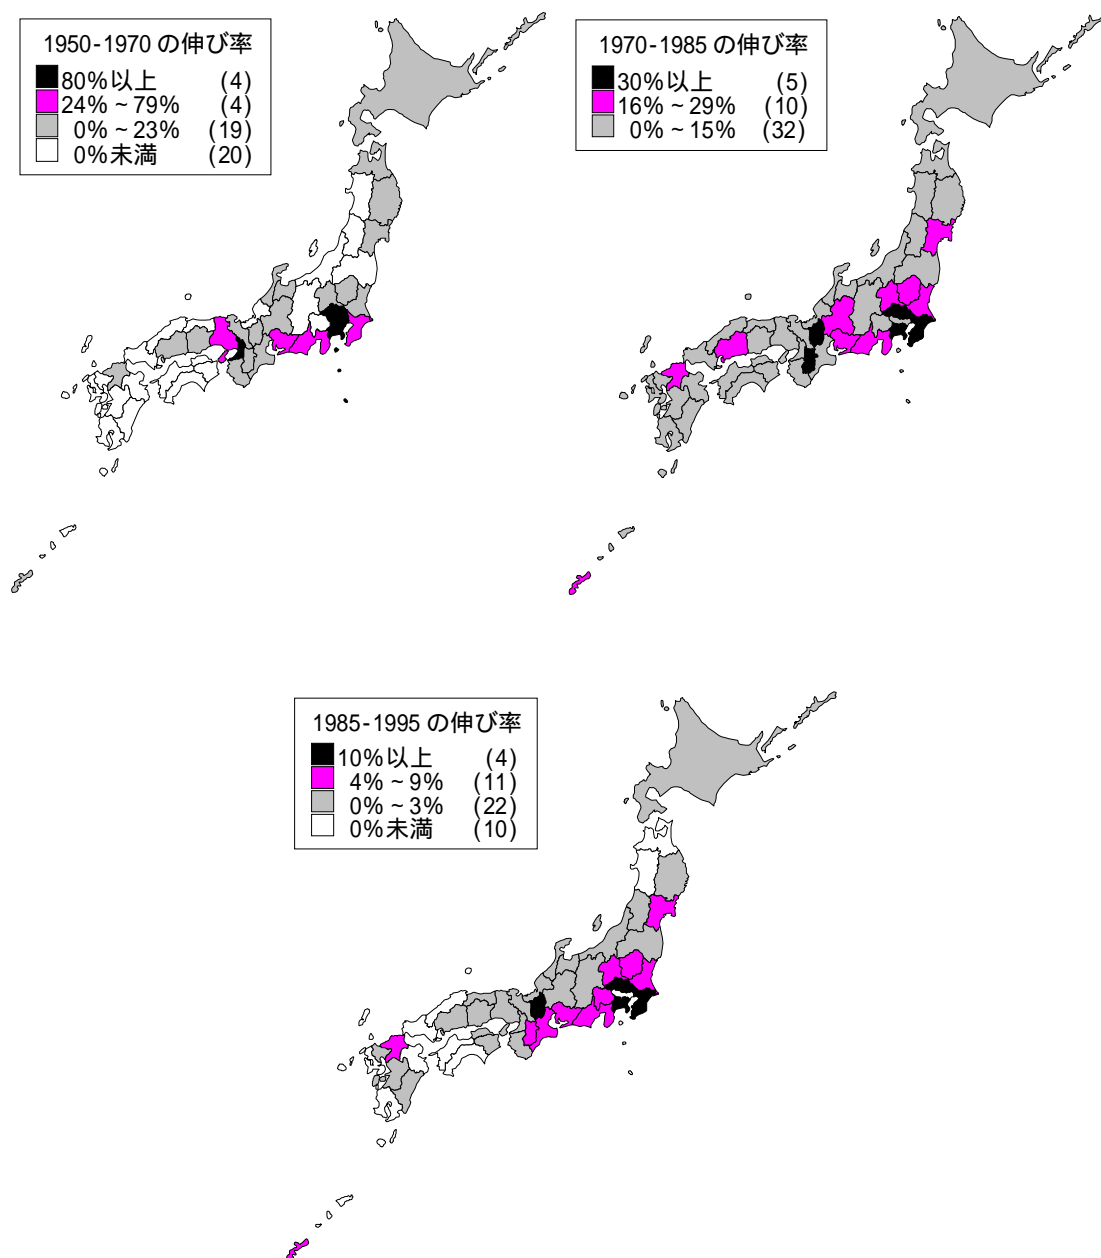 1950-1970 の伸び率
80%以上 (4)
24% ~ 79% (4)
0% ~ 23% (19)
0%未満 (20)
1970-1985 の伸び率
30%以上 (5)
16% ~ 29% (10)
0% ~ 15% (32)
1985-1995 の伸び率
10%以上 (4)
4% ~ 9% (11)
0% ~ 3% (22)
0%未満 (10)